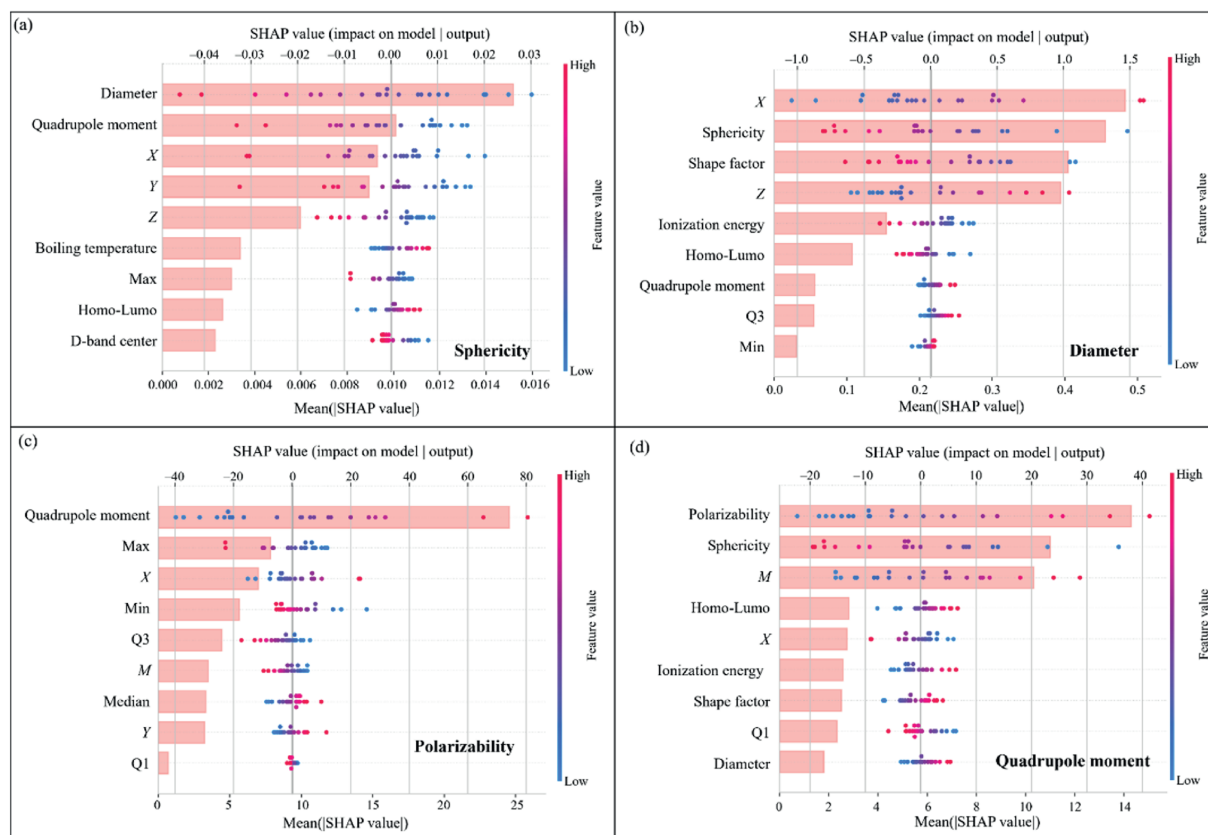 (a)
SHAP value (impact on model | output)
-0.04 -0.03 -0.02 -0.01 0.00 0.01 0.02 0.03
High
Diameter
Quadrupole moment
X
Y
Z
Boiling temperature
Max
Homo-Lumo
D-band center
Sphericity
Feature value
Low
0.000 0.002 0.004 0.006 0.008 0.010 0.012 0.014 0.016
Mean(|SHAP value|)
(b)
SHAP value (impact on model | output)
-1.0 -0.5 0.0 0.5 1.0 1.5
High
X
Sphericity
Shape factor
Z
Ionization energy
Homo-Lumo
Quadrupole moment
Q3
Min
Diameter
Feature value
Low
0.0 0.1 0.2 0.3 0.4 0.5
Mean(|SHAP value|)
(c)
SHAP value (impact on model | output)
-40 -20 0 20 40 60 80
High
Quadrupole moment
Max
X
Min
Q3
M
Median
Y
Q1
Polarizability
Feature value
Low
0 5 10 15 20 25
Mean(|SHAP value|)
(d)
SHAP value (impact on model | output)
-20 -10 0 10 20 30 40
High
Polarizability
Sphericity
M
Homo-Lumo
X
Ionization energy
Shape factor
Q1
Diameter
Quadrupole moment
Feature value
Low
0 2 4 6 8 10 14
Mean(|SHAP value|)